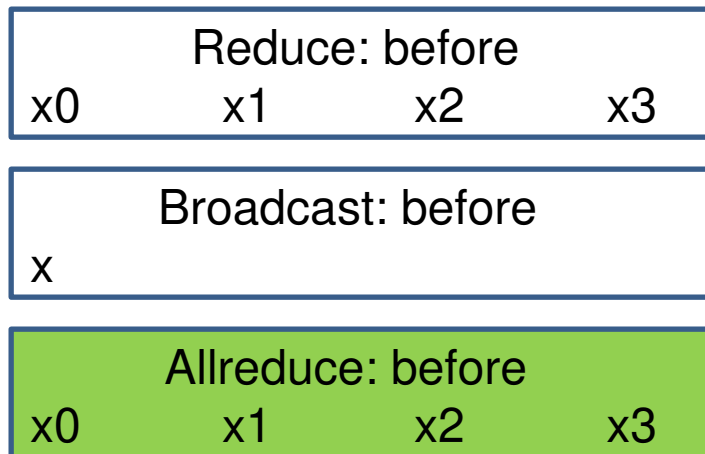 Reduce: before
x0 x1 x2 x3
Broadcast: before
x
Allreduce: before
x0 x1 x2 x3